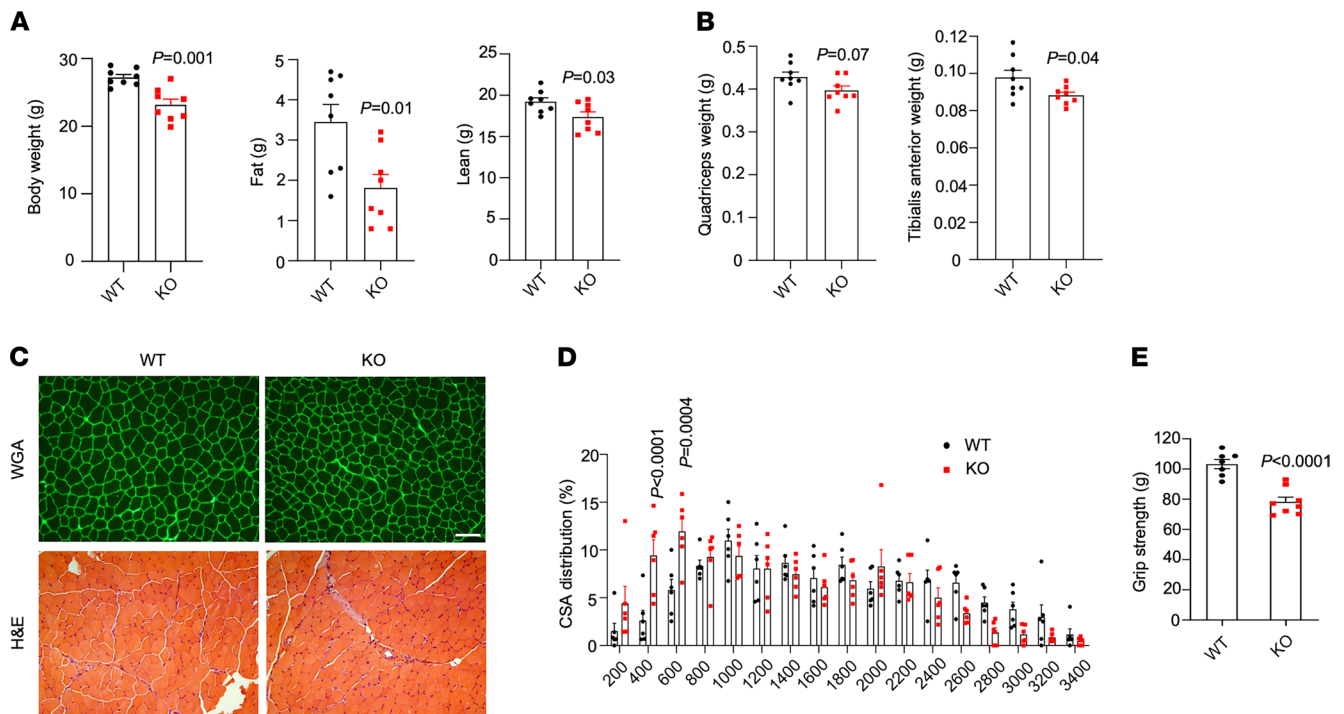 A
Body weight (g)
30
20
10
0
P=0.001
WT
KO
Fat (g)
5
4
3
2
1
0
P=0.01
WT
KO
Lean (g)
25
20
15
10
5
0
P=0.03
WT
KO
B
Quadriceps weight (g)
0.5
0.4
0.3
0.2
0.1
0
P=0.07
WT
KO
Tibialis anterior weight (g)
0.12
0.10
0.08
0.06
0.04
0.02
0
P=0.04
WT
KO
C
WT
KO
WGA
H&E
D
CSA distribution (%)
20
15
10
5
0
P<0.0001
P=0.0004
WT
KO
200
400
600
800
1000
1200
1400
1600
1800
2000
2200
2400
2600
2800
3000
3200
3400
E
Grip strength (g)
120
100
80
60
40
20
0
P<0.0001
WT
KO